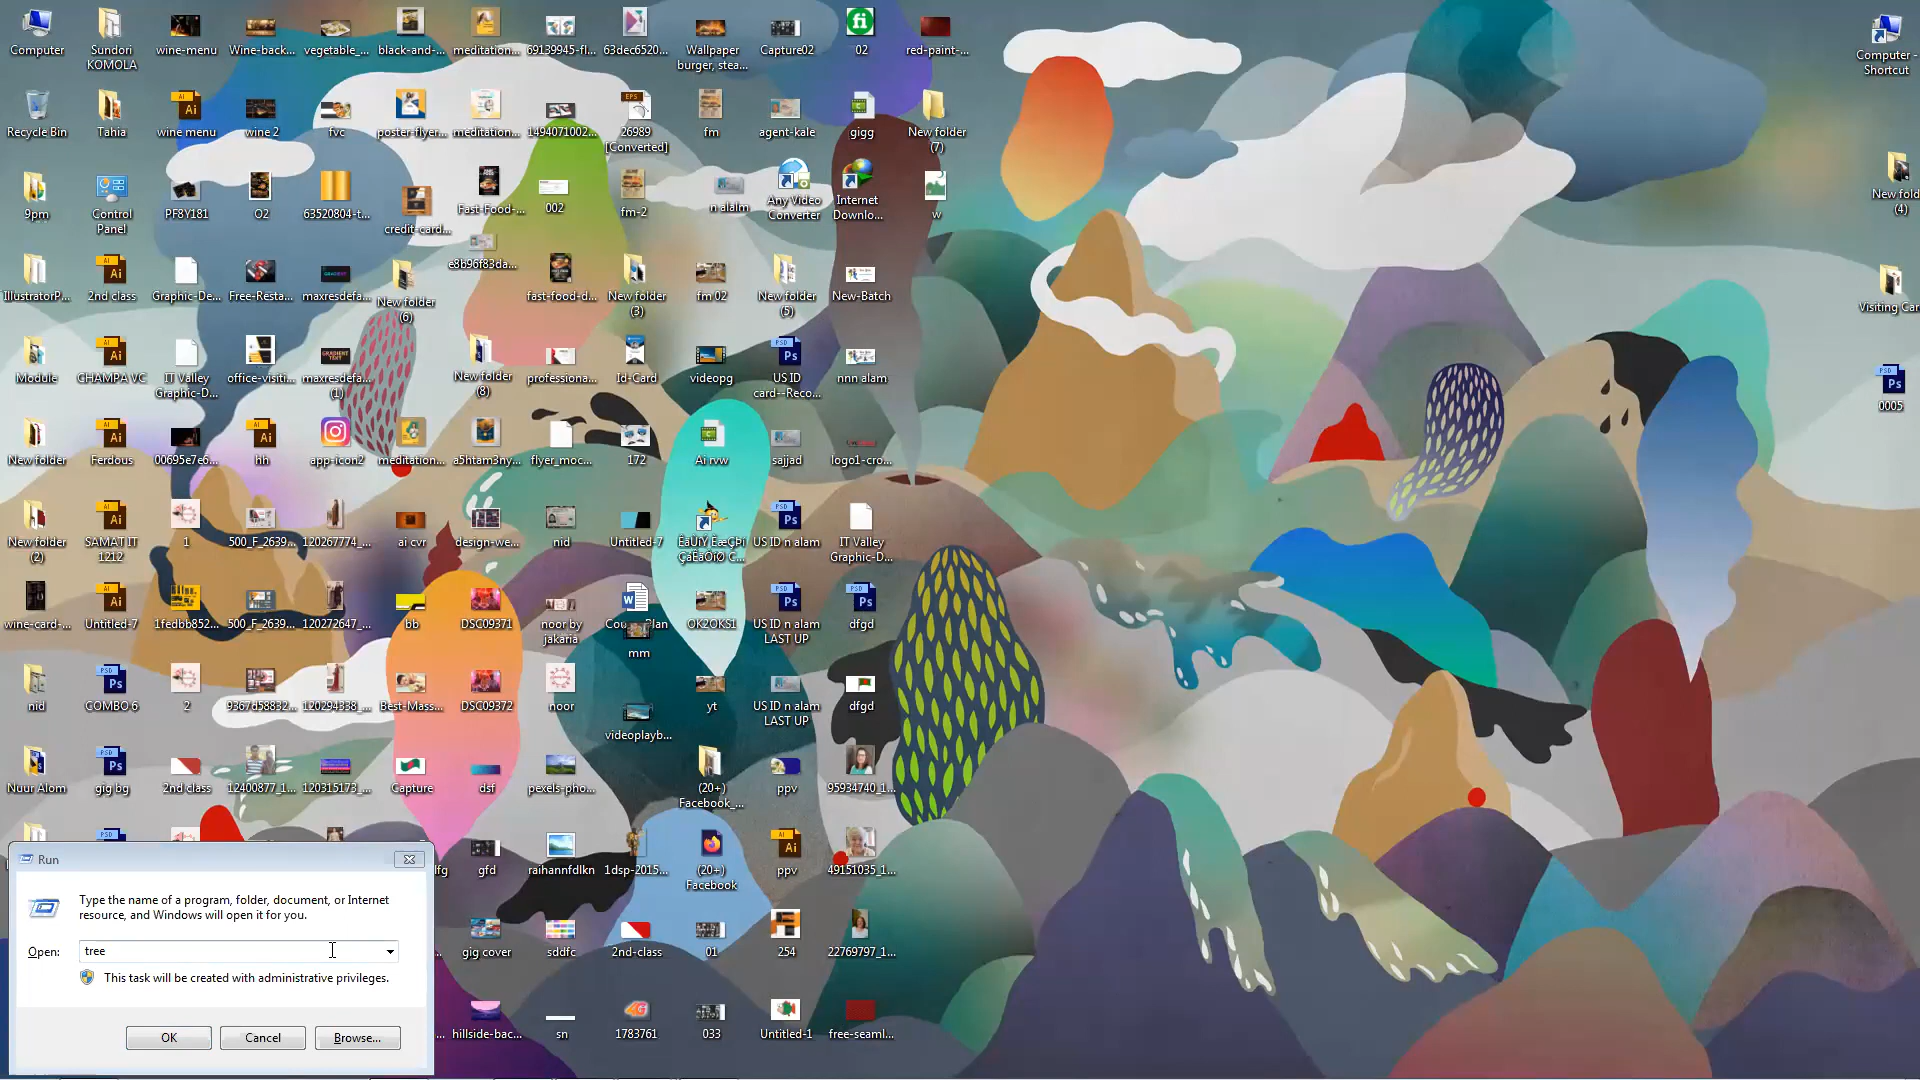 Computer
Sundori
KOMOLA
wine-menu
Wine-back...
vegetable_...
black-and-...
meditation...
69139945-fl...
63dec6520...
Wallpaper
burger, stea...
Capture02
02
red-paint-...
Computer -
Shortcut
Recycle Bin
Tahia
wine menu
wine 2
fvc
poster-flyer...
meditation...
1494071002...
26989
[Converted]
fm
agent-kale
gigg
New folder
(7)
9pm
Control
Panel
PF8Y181
O2
63520804-t...
credit-card...
Fast-Food-...
002
fm-2
n alalm
Any Video
Converter
Internet
Downlo...
w
New fold
(4)
e8b96f83da...
IllustratorP...
2nd class
Graphic-De...
Free-Resta...
maxresdefa...
New folder
(6)
fast-food-d...
New folder
(3)
fm 02
New folder
(5)
New-Batch
Visiting Car
Module
CHAMPA VC
IT Valley
Graphic-D...
office-visiti...
maxresdefa...
(1)
New folder
(8)
professiona...
Id-Card
videopg
US ID
card--Reco...
nnn alam
0005
New folder
Ferdous
00695e7e6...
hh
app-icon2
meditation...
a5htam3ny...
flyer_moc...
172
Ai rvw
sajjad
logo1-cro...
New folder
(2)
SAMAT IT
1212
1
500_F_2639...
120267774_...
ai cvr
design-we...
nid
Untitled-7
ÊäÙíÝ ÈæÇÞí
ÇáÊãÔíØ C...
US ID n alam
IT Valley
Graphic-D...
wine-card-...
Untitled-7
1fedbb852...
500_F_2639...
120272647_...
bb
DSC09371
noor by
jakaria
mm
OK2OKS1
US ID n alam
LAST UP
dfgd
nid
COMBO 6
2
9367d58832...
120294338_...
Best-Mass...
DSC09372
noor
videoplayb...
yt
US ID n alam
LAST UP
dfgd
Nuur Alom
gig bg
2nd class
12400877_1...
120315173_...
Capture
dsf
pexels-pho...
(20+)
Facebook_...
ppv
95934740_1...
gfd
raihannfdlkn
1dsp-2015...
(20+)
Facebook
ppv
49151035_1...
gig cover
sddfc
2nd-class
01
254
22769797_1...
hillside-bac...
sn
1783761
033
Untitled-1
free-seaml...
Run
Type the name of a program, folder, document, or Internet
resource, and Windows will open it for you.
Open:
tree
This task will be created with administrative privileges.
OK
Cancel
Browse...